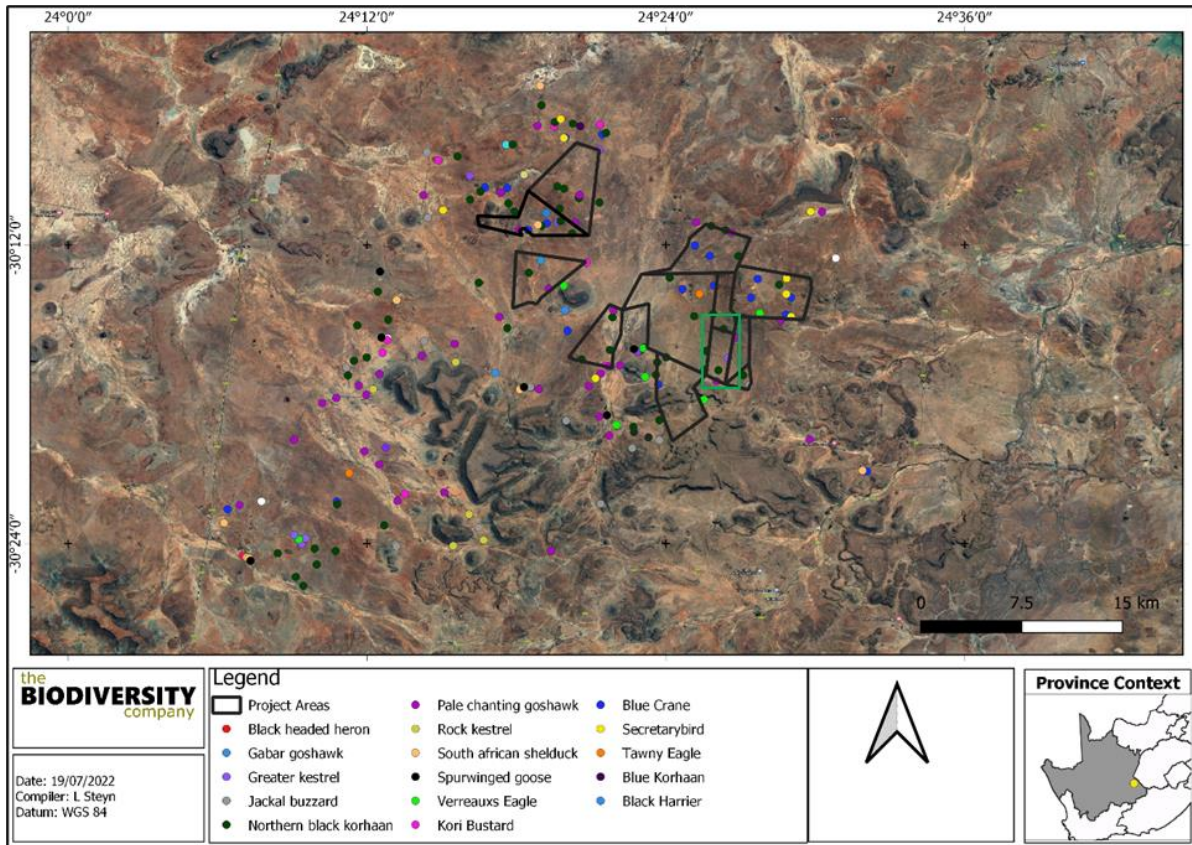 24°0'0" 24°12'0" 24°24'0" 24°36'0"
-30°12'0"
-30°24'0"
0 7.5 15 km
the
BIODIVERSITY
company
Date: 19/07/2022
Compiler: L Steyn
Datum: WGS 84
Legend
Project Areas
Black headed heron
Gabar goshawk
Greater kestrel
Jackal buzzard
Northern black korhaan
Pale chanting goshawk
Rock kestrel
South african shelduck
Spurwinged goose
Verreauxs Eagle
Kori Bustard
Blue Crane
Secretarybird
Tawny Eagle
Blue Korhaan
Black Harrier
Province Context